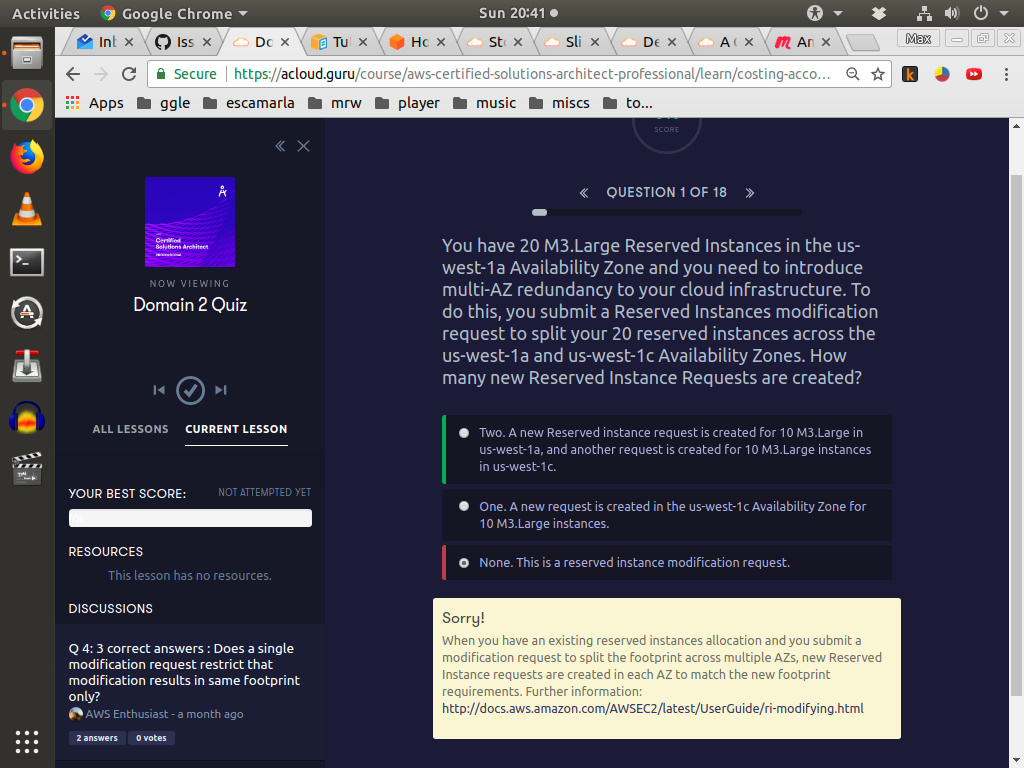 Activities
Google Chrome
Sun 20:41
Inb
Iss
Do
Tu
Ho
Sto
Sli
De
A C
An
Max
Secure
https://acloud.guru/course/aws-certified-solutions-architect-professional/learn/costing-acco...
Apps
ggle
escamarla
mrw
player
music
miscs
to...
NOW VIEWING
Domain 2 Quiz
ALL LESSONS
CURRENT LESSON
YOUR BEST SCORE:
NOT ATTEMPTED YET
RESOURCES
This lesson has no resources.
DISCUSSIONS
Q 4: 3 correct answers : Does a single
modification request restrict that
modification results in same footprint
only?
AWS Enthusiast - a month ago
2 answers
0 votes
SCORE
QUESTION 1 OF 18
You have 20 M3.Large Reserved Instances in the us-
west-1a Availability Zone and you need to introduce
multi-AZ redundancy to your cloud infrastructure. To
do this, you submit a Reserved Instances modification
request to split your 20 reserved instances across the
us-west-1a and us-west-1c Availability Zones. How
many new Reserved Instance Requests are created?
Two. A new Reserved instance request is created for 10 M3.Large in
us-west-1a, and another request is created for 10 M3.Large instances
in us-west-1c.
One. A new request is created in the us-west-1c Availability Zone for
10 M3.Large instances.
None. This is a reserved instance modification request.
Sorry!
When you have an existing reserved instances allocation and you submit a
modification request to split the footprint across multiple AZs, new Reserved
Instance requests are created in each AZ to match the new footprint
requirements. Further information:
http://docs.aws.amazon.com/AWSEC2/latest/UserGuide/ri-modifying.html